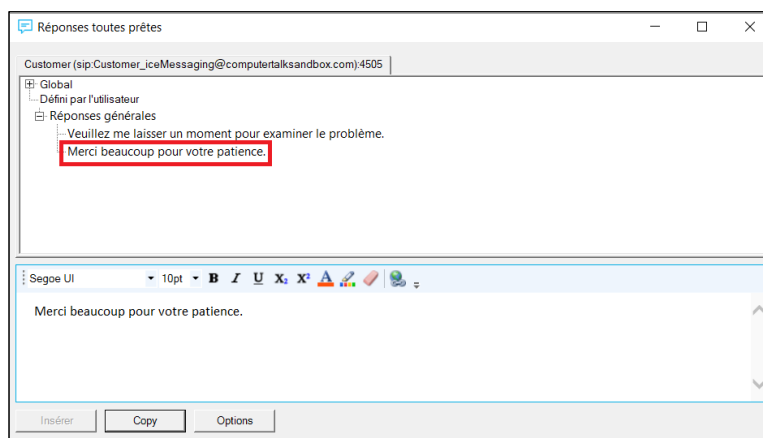 Réponses toutes prêtes
Customer (sip:Customer_iceMessaging@computertalksandbox.com):4505
Global
Défini par l'utilisateur
Réponses générales
Veuillez me laisser un moment pour examiner le problème.
Merci beaucoup pour votre patience.
Segoe UI 10pt B I U X₂ X² A
Merci beaucoup pour votre patience.
Insérer Copy Options